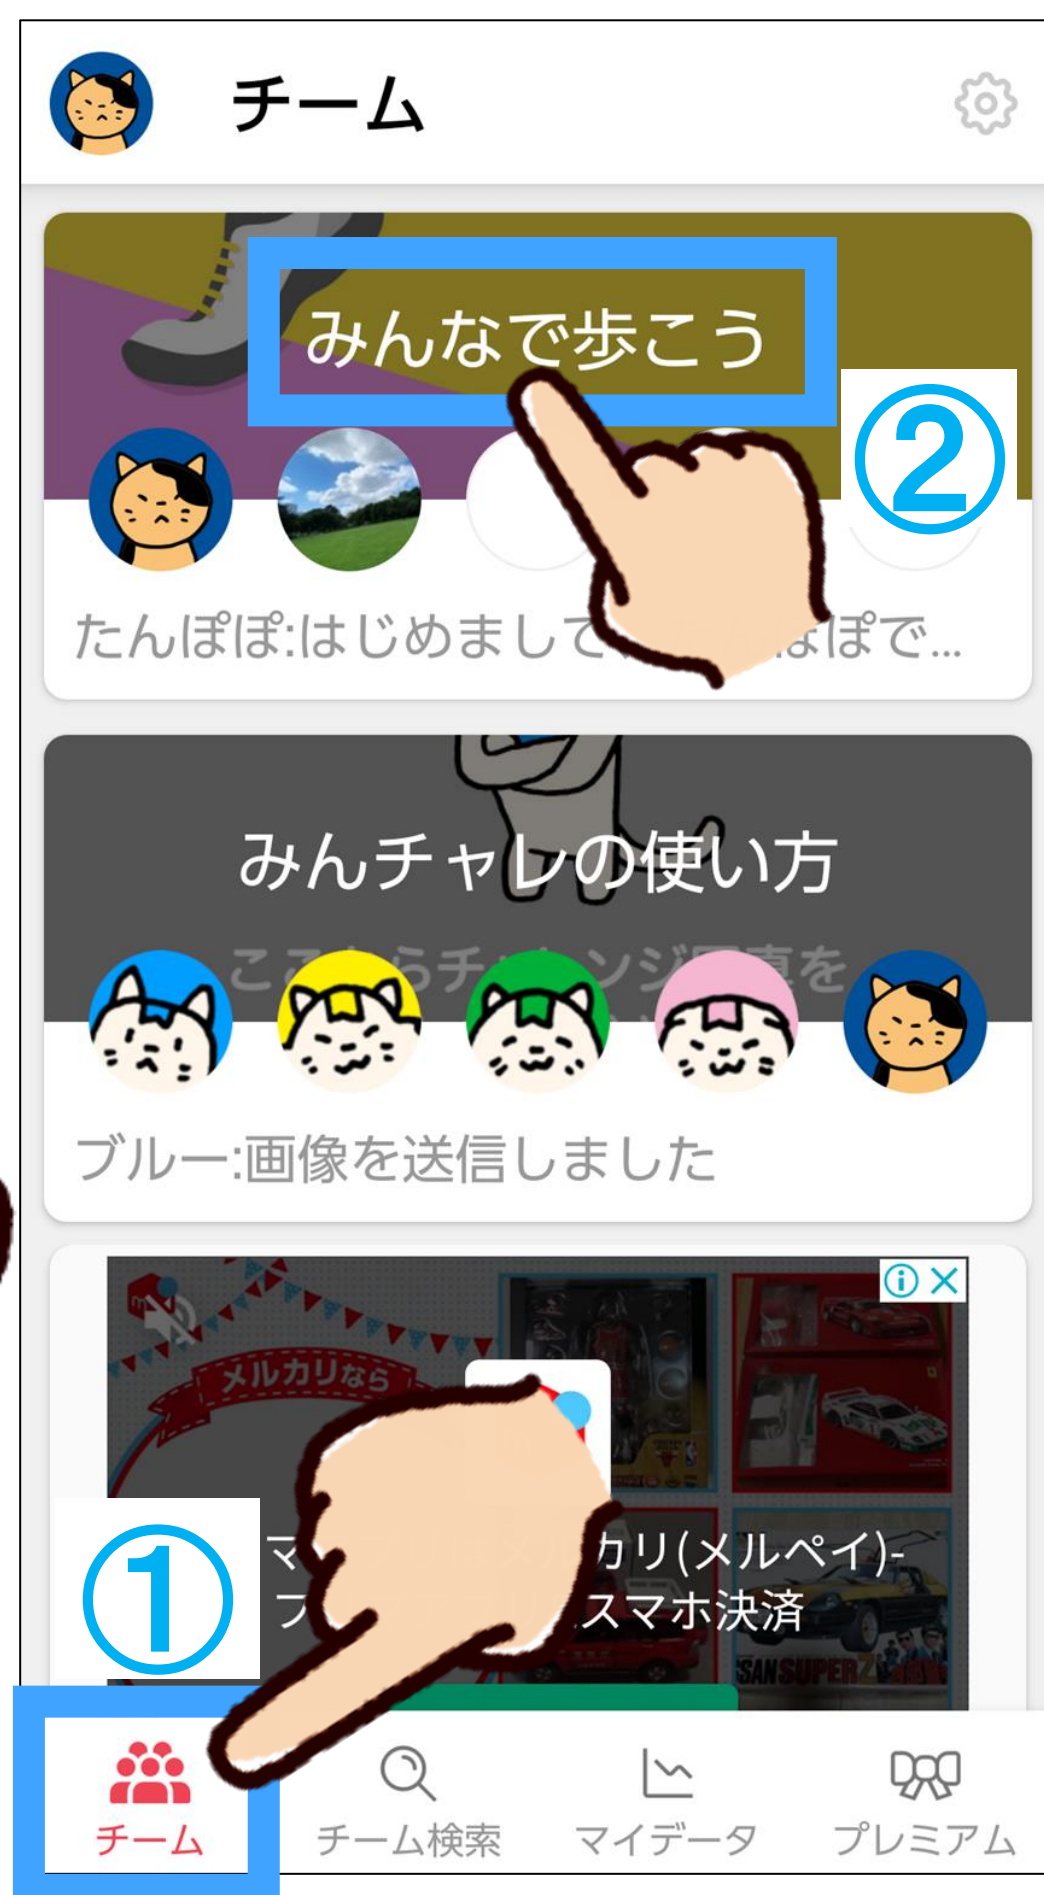 チーム
みんなで歩こう
②
たんぽぽ:はじめまして
ぽで...
みんチャレの使い方
ブルー:画像を送信しました
メルカリなら
①
カリ(メルペイ)-
スマホ決済
チーム
チーム検索
マイデータ
プレミアム